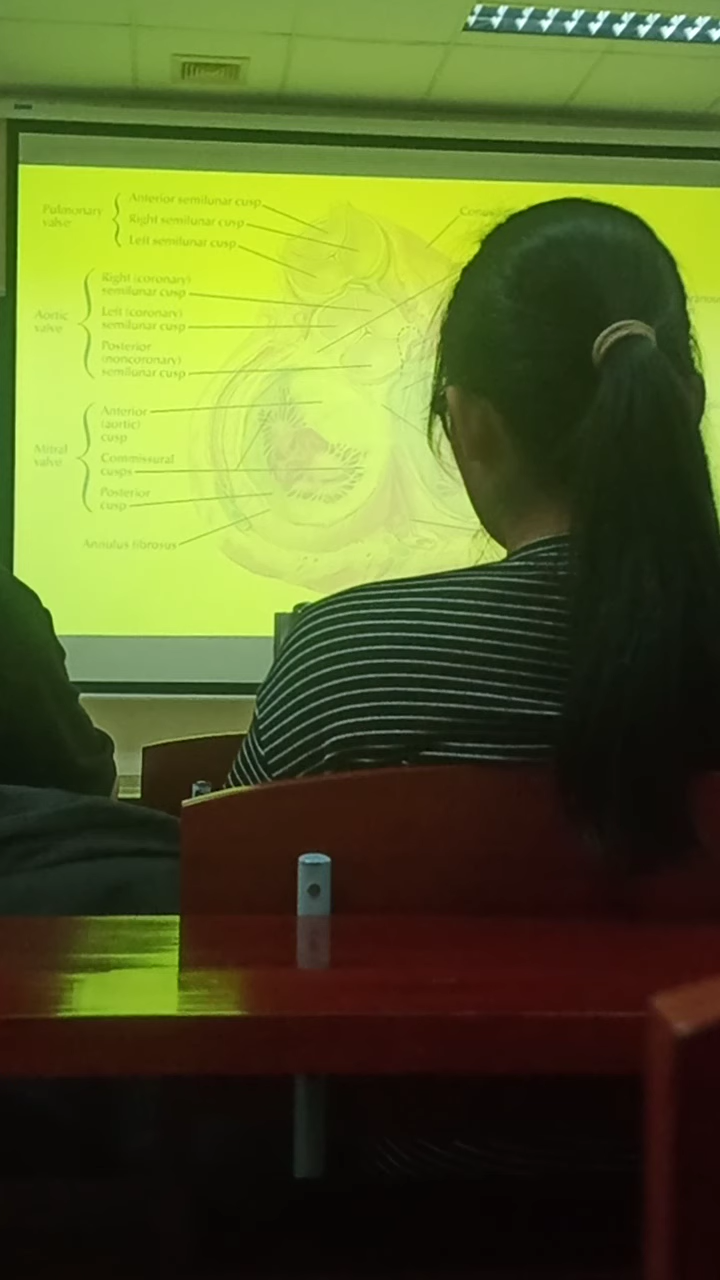 Pulmonary
valve
Anterior semilunar cusp
Right semilunar cusp
Left semilunar cusp
Aortic
valve
Right (coronary)
semilunar cusp
Left (coronary)
semilunar cusp
Posterior
(noncoronary)
semilunar cusp
Mitral
valve
Anterior
(aortic)
cusp
Commissural
cusps
Posterior
cusp
Annulus fibrosus